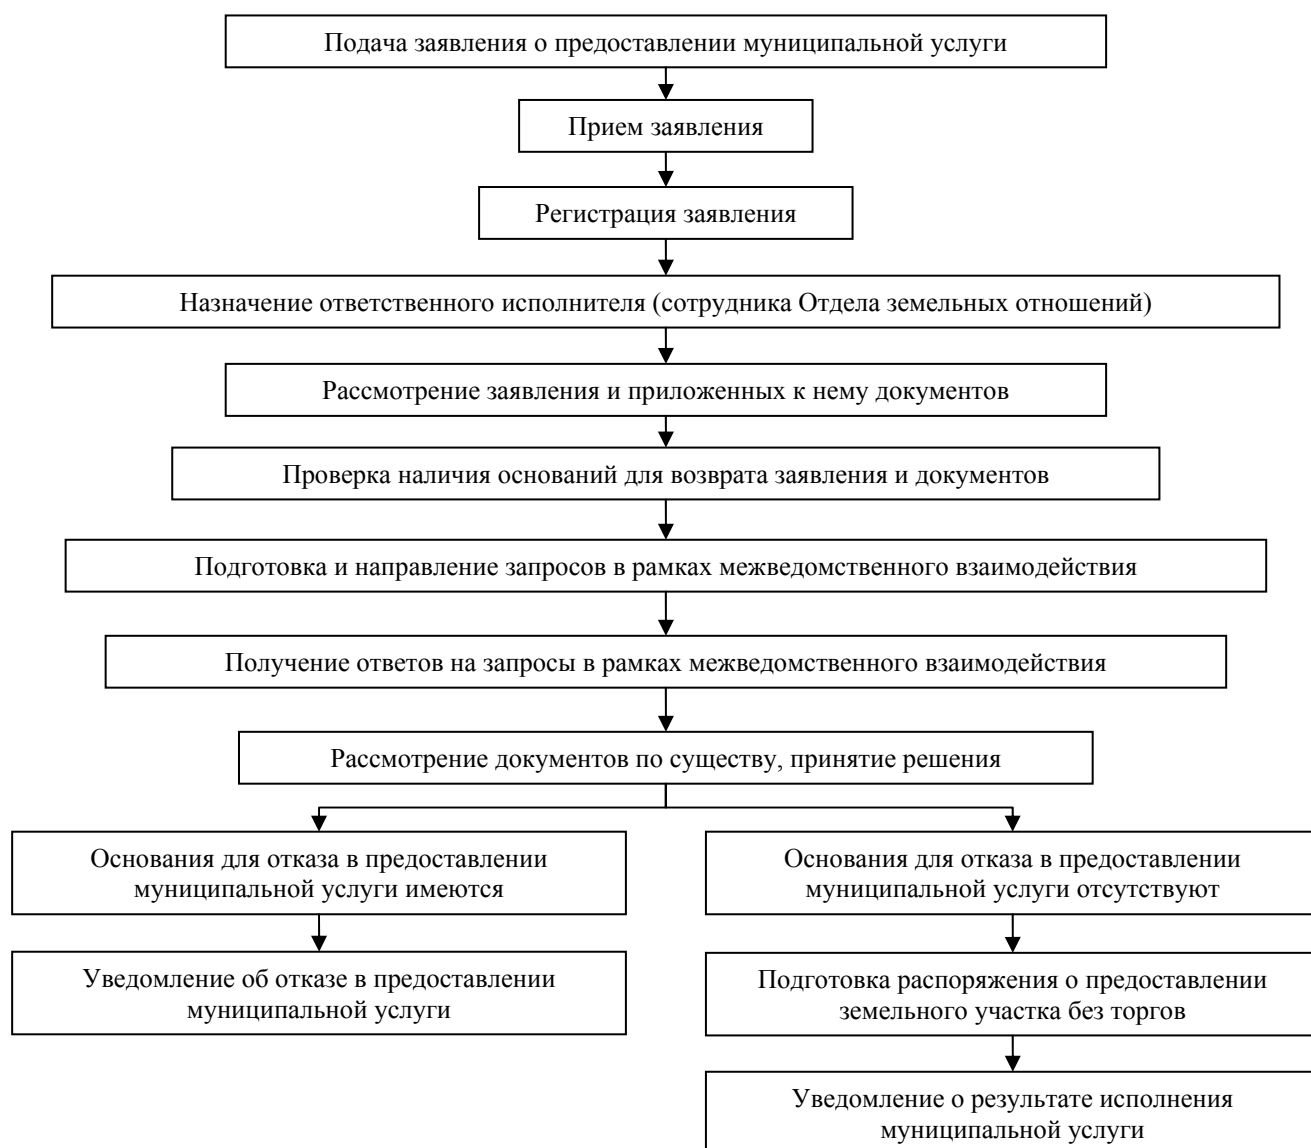 Подача заявления о предоставлении муниципальной услуги
Прием заявления
Регистрация заявления
Назначение ответственного исполнителя (сотрудника Отдела земельных отношений)
Рассмотрение заявления и приложенных к нему документов
Проверка наличия оснований для возврата заявления и документов
Подготовка и направление запросов в рамках межведомственного взаимодействия
Получение ответов на запросы в рамках межведомственного взаимодействия
Рассмотрение документов по существу, принятие решения
Основания для отказа в предоставлении
муниципальной услуги имеются
Уведомление об отказе в предоставлении
муниципальной услуги
Основания для отказа в предоставлении
муниципальной услуги отсутствуют
Подготовка распоряжения о предоставлении
земельного участка без торгов
Уведомление о результате исполнения
муниципальной услуги